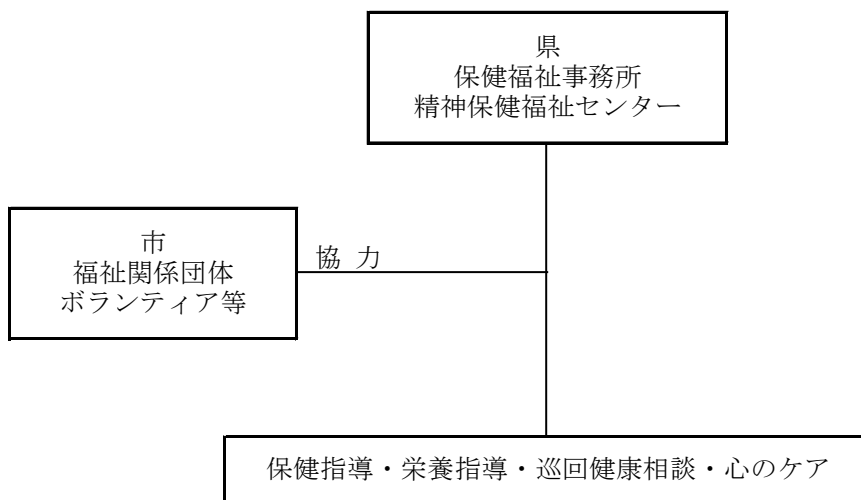 県
保健福祉事務所
精神保健福祉センター
市
福祉関係団体
ボランティア等
協 力
保健指導・栄養指導・巡回健康相談・心のケア